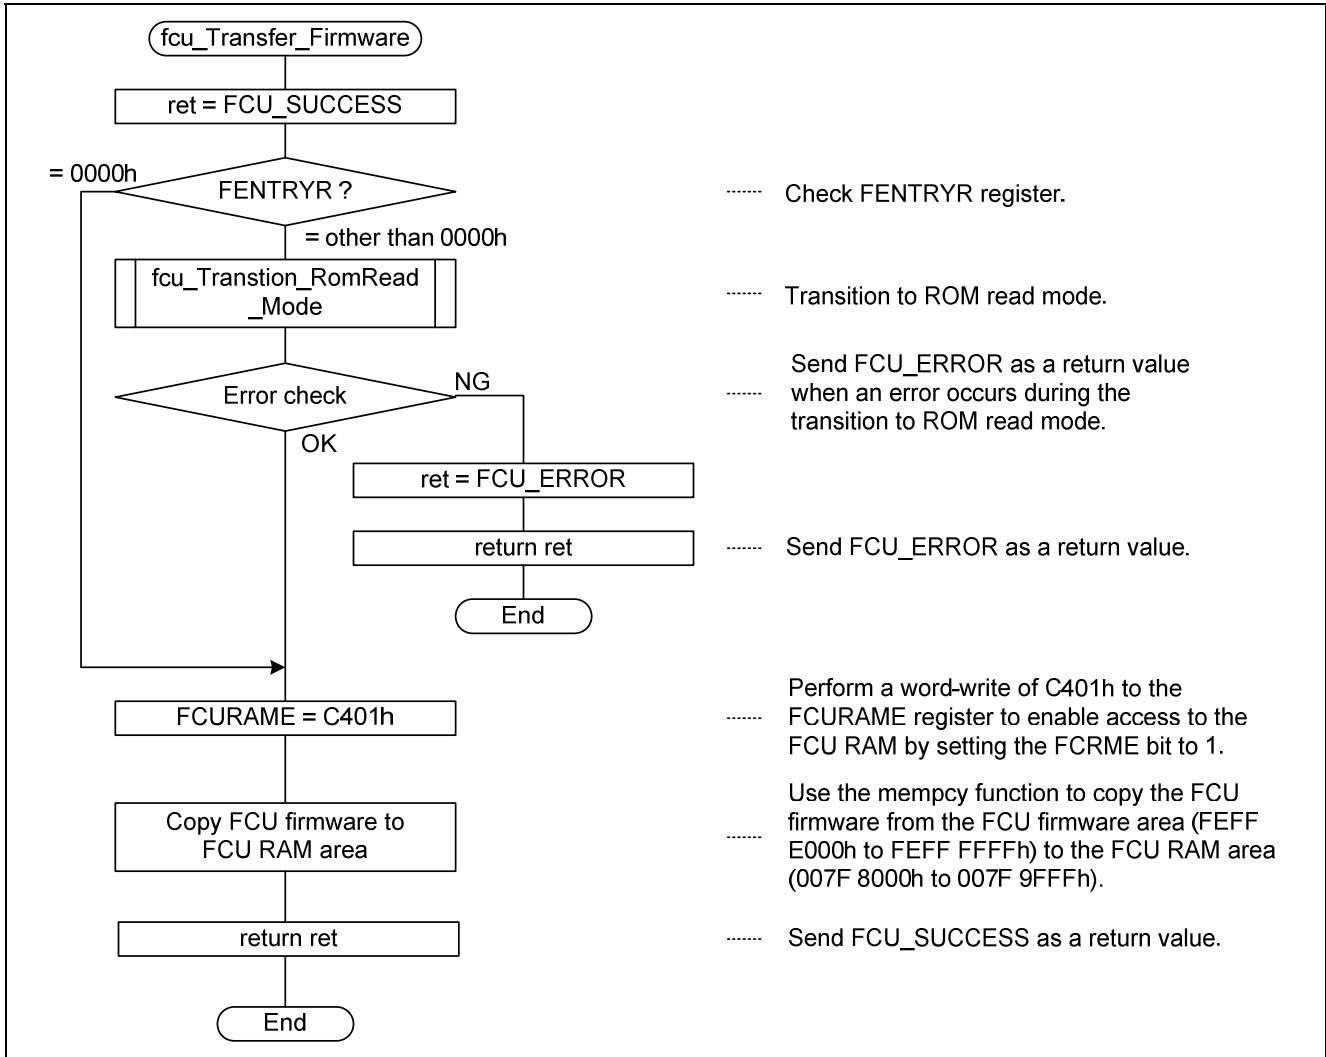 fcu_Transfer_Firmware
ret = FCU_SUCCESS
= 0000h
FENTRYR ?
Check FENTRYR register.
= other than 0000h
fcu_Transtion_RomRead
_Mode
Transition to ROM read mode.
Error check
NG
OK
Send FCU_ERROR as a return value
when an error occurs during the
transition to ROM read mode.
ret = FCU_ERROR
return ret
Send FCU_ERROR as a return value.
End
FCURAME = C401h
Perform a word-write of C401h to the
FCURAME register to enable access to the
FCU RAM by setting the FCRME bit to 1.
Copy FCU firmware to
FCU RAM area
Use the mempcy function to copy the FCU
firmware from the FCU firmware area (FEFF
E000h to FEFF FFFFh) to the FCU RAM area
(007F 8000h to 007F 9FFFh).
return ret
Send FCU_SUCCESS as a return value.
End